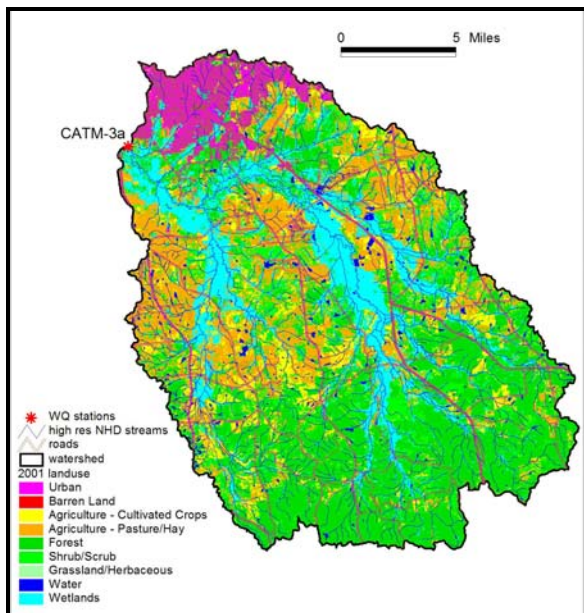 0 5 Miles
CATM-3a
WQ stations
high res NHD streams
roads
watershed
2001 landuse
Urban
Barren Land
Agriculture - Cultivated Crops
Agriculture - Pasture/Hay
Forest
Shrub/Scrub
Grassland/Herbaceous
Water
Wetlands